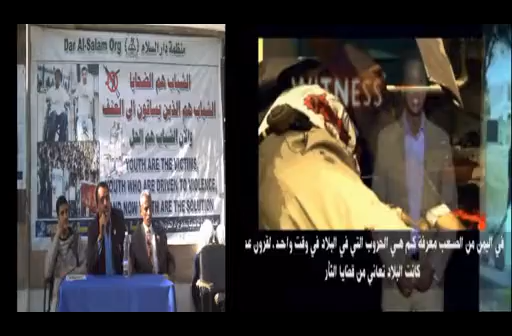 Dar Al-Salam Org منظمة دار السلام
الشباب هم الضحايا
الشباب هم الذين يساقون إلى العنف
والآن الشباب هم الحل
YOUTH ARE THE VICTIMS
YOUTH WHO ARE DRIVEN TO VIOLENCE
AND NOW YOUTH ARE THE SOLUTION
WITNESS
في اليمن من الصعب معرفة كم هي الحروب التي في البلاد في وقت واحد. لقرون عد
كانت البلاد تعاني من قضايا الثأر